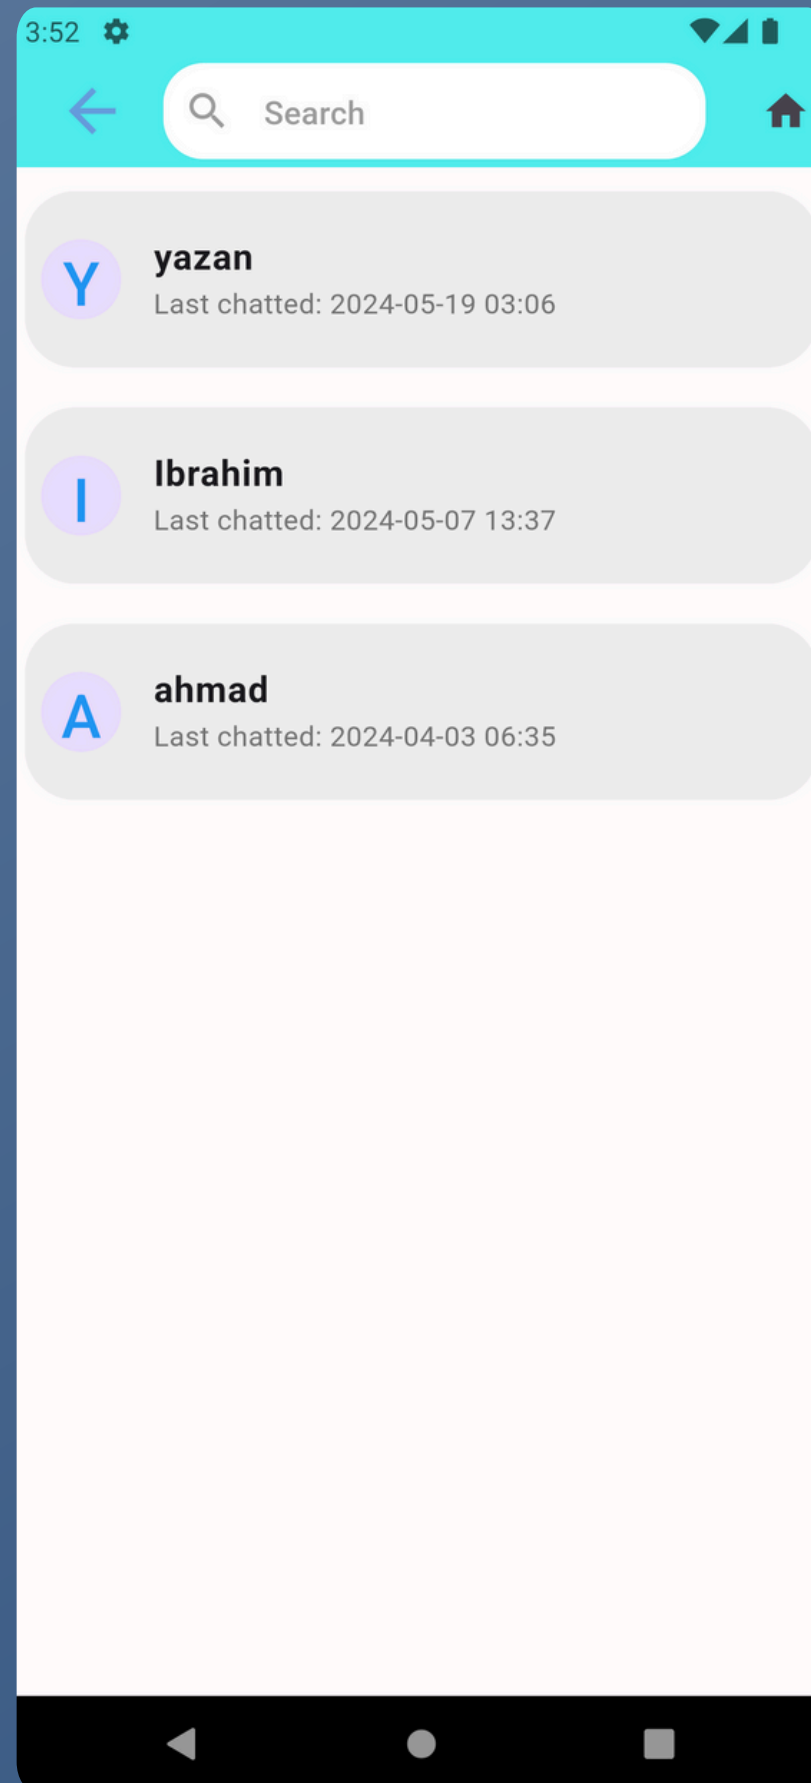 3:52
Search
Y
yazan
Last chatted: 2024-05-19 03:06
I
Ibrahim
Last chatted: 2024-05-07 13:37
A
ahmad
Last chatted: 2024-04-03 06:35